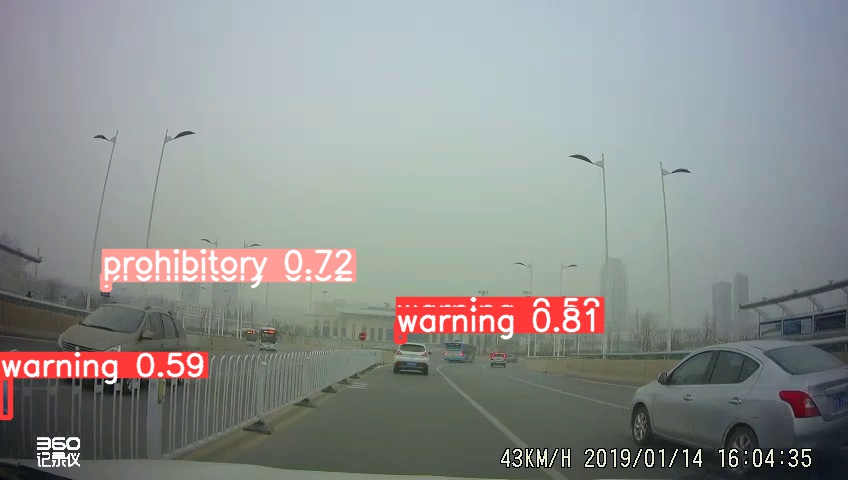 prohibitory 0.72
warning 0.81
warning 0.59
360
记录仪
43KM/H 2019/01/14 16:04:35